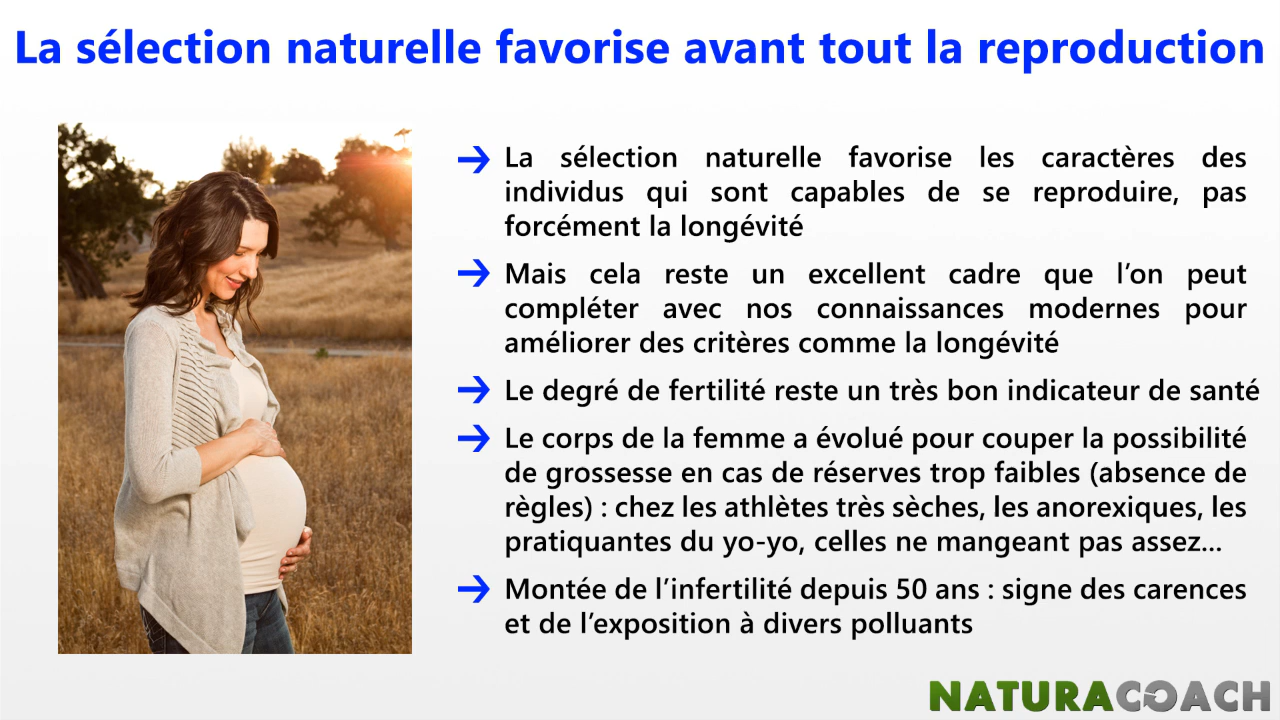 La sélection naturelle favorise avant tout la reproduction
La sélection naturelle favorise les caractères des
individus qui sont capables de se reproduire, pas
forcément la longévité
Mais cela reste un excellent cadre que l’on peut
compléter avec nos connaissances modernes pour
améliorer des critères comme la longévité
Le degré de fertilité reste un très bon indicateur de santé
Le corps de la femme a évolué pour couper la possibilité
de grossesse en cas de réserves trop faibles (absence de
règles) : chez les athlètes très sèches, les anorexiques, les
pratiquantes du yo-yo, celles ne mangeant pas assez...
Montée de l’infertilité depuis 50 ans : signe des carences
et de l’exposition à divers polluants
NATURACOACH